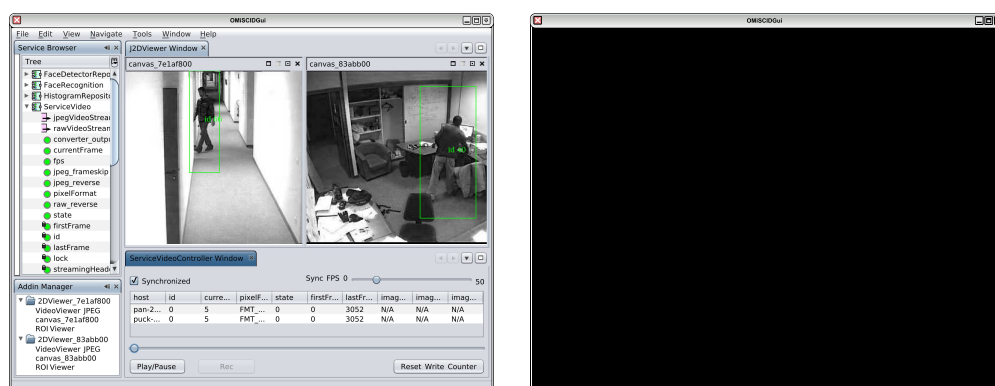 OMiSCIDGui
File Edit View Navigate Tools Window Help
Service Browser
Tree
FaceDetectorRepo
FaceRecognition
HistogramReposit
ServiceVideo
jpegVideoStrear
rawVideoStrean
converter_outpu
currentFrame
fps
jpeg_frameskip
jpeg_reverse
pixelFormat
raw_reverse
state
firstFrame
id
lastFrame
lock
streamingHeade
J2DViewer Window
canvas_7e1af800
canvas_83abb00
Addin Manager
2DViewer_7e1af800
VideoViewer JPEG
canvas_7e1af800
ROI Viewer
2DViewer_83abb00
VideoViewer JPEG
canvas_83abb00
ROI Viewer
ServiceVideoController Window
Synchronized Sync FPS 0 50
host id curre... pixelF... state firstFr... lastFr... imag... imag... imag...
pan-2... 0 5 FMT_... 0 0 3052 N/A N/A N/A
puck-... 0 5 FMT_... 0 0 3052 N/A N/A N/A
Play/Pause Rec Reset Write Counter
OMiSCIDGui